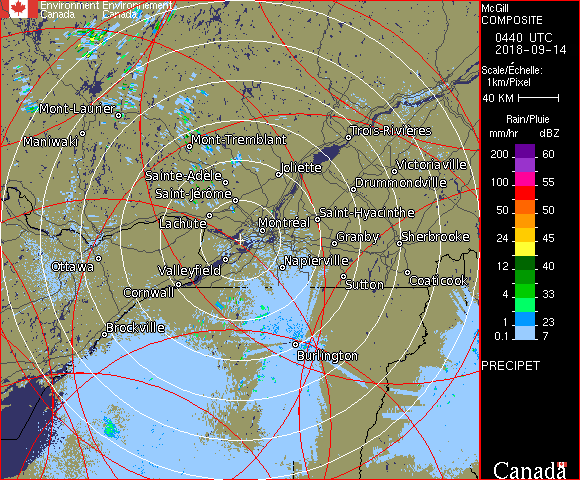 Environment Environnement
Canada Canada
McGill
COMPOSITE
0440 UTC
2018-09-14
Scale/Échelle:
1km/Pixel
40 KM
Rain/Pluie
mm/hr dBZ
200 60
100 55
75 53
50 50
24 45
12 40
4 33
1 23
0.1 7
PRECIPET
Mont-Laurier
Maniwaki
Mont-Tremblant
Trois-Rivières
Sainte-Adèle
Joliette
Victoriaville
Saint-Jérôme
Drummondville
Lachute
Montréal
Saint-Hyacinthe
Granby
Sherbrooke
Ottawa
Valleyfield
Napierville
Cornwall
Sutton
Coaticook
Brockville
Burlington
Canada